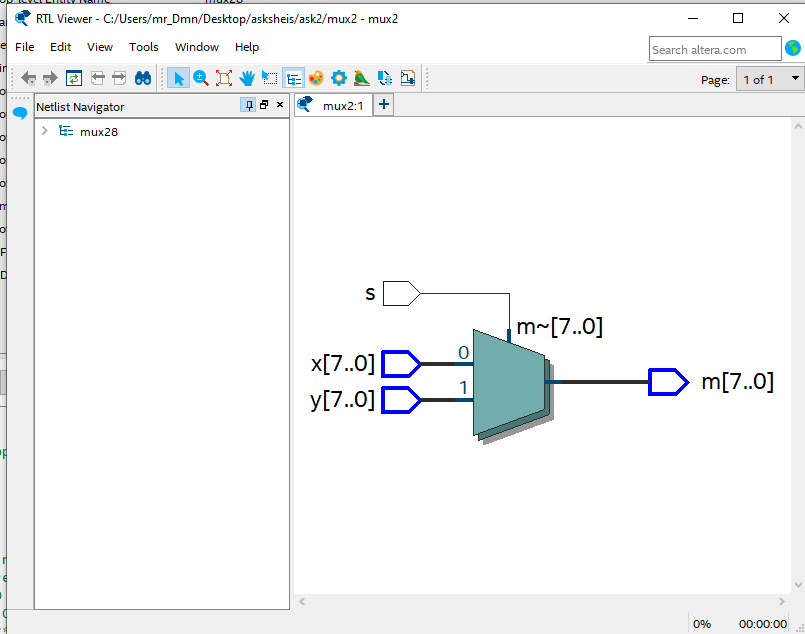 RTL Viewer - C:/Users/mr_Dmn/Desktop/asksheis/ask2/mux2 - mux2
File Edit View Tools Window Help
Search altera.com
Page: 1 of 1
Netlist Navigator
mux2:1
mux28
s
m~[7..0]
x[7..0]
0
m[7..0]
y[7..0]
1
0% 00:00:00